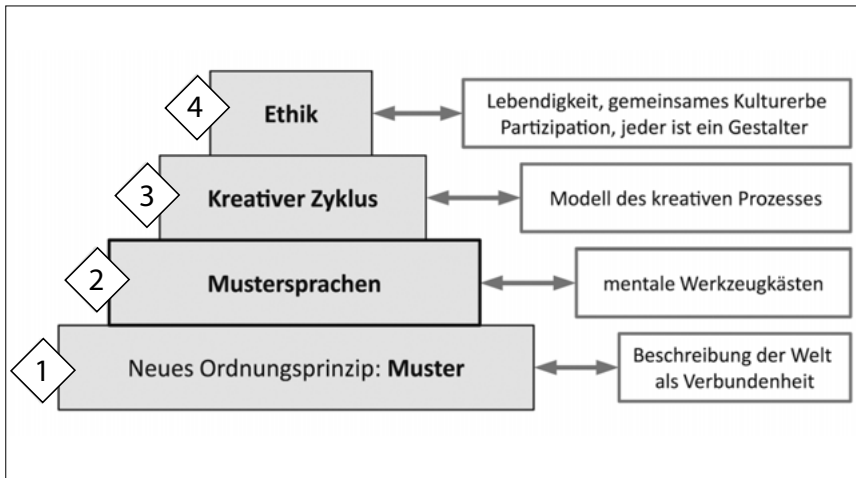 4
Ethik
Lebendigkeit, gemeinsames Kulturerbe
Partizipation, jeder ist ein Gestalter
3
Kreativer Zyklus
Modell des kreativen Prozesses
2
Mustersprachen
mentale Werkzeugkästen
1
Neues Ordnungsprinzip: Muster
Beschreibung der Welt
als Verbundenheit